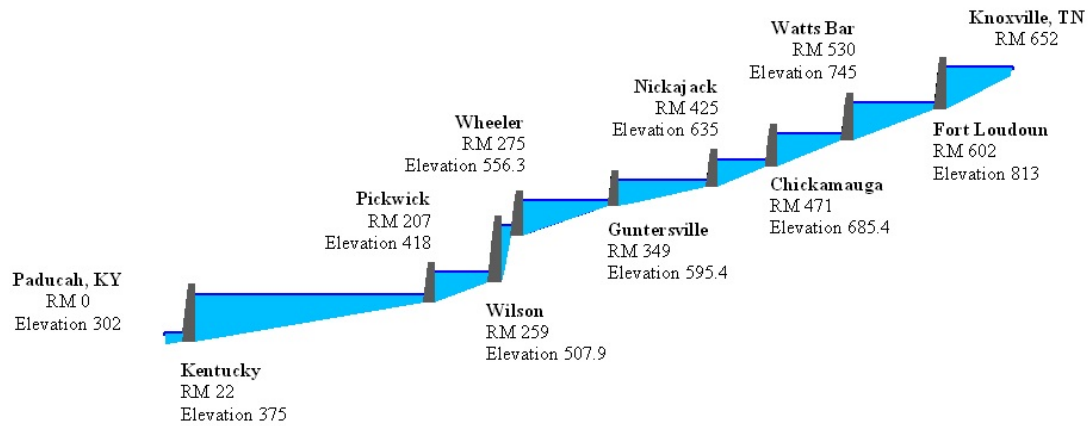 Knoxville, TN
RM 652
Watts Bar
RM 530
Elevation 745
Nickajack
RM 425
Elevation 635
Wheeler
RM 275
Elevation 556.3
Fort Loudoun
RM 602
Elevation 813
Pickwick
RM 207
Elevation 418
Chickamauga
RM 471
Elevation 685.4
Guntersville
RM 349
Elevation 595.4
Paducah, KY
RM 0
Elevation 302
Wilson
RM 259
Elevation 507.9
Kentucky
RM 22
Elevation 375